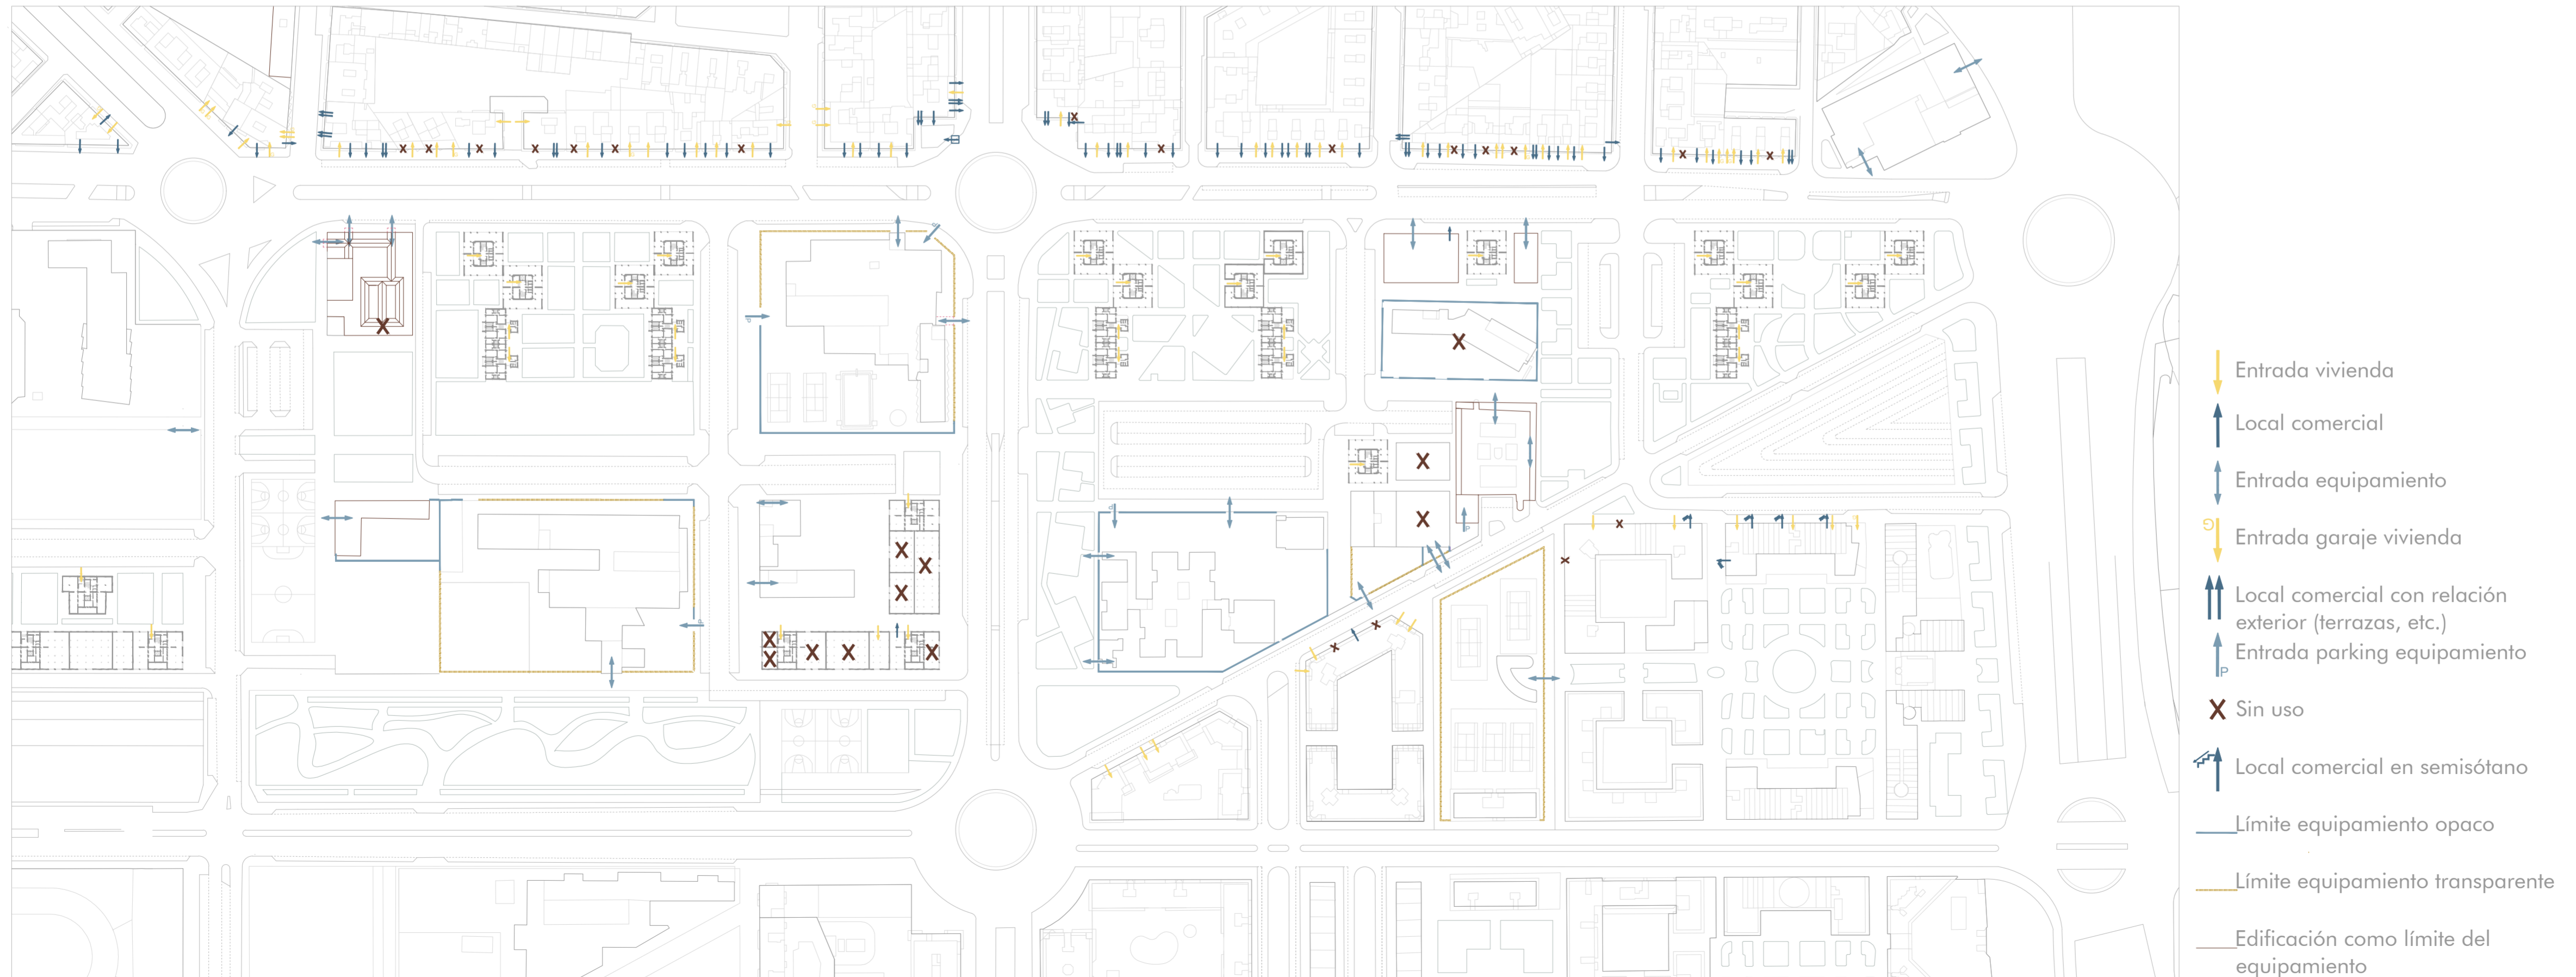 Entrada vivienda
Local comercial
Entrada equipamiento
G
Entrada garaje vivienda
Local comercial con relación
exterior (terrazas, etc.)
Entrada parking equipamiento
P
Sin uso
Local comercial en semisótano
Límite equipamiento opaco
Límite equipamiento transparente
Edificación como límite del
equipamiento